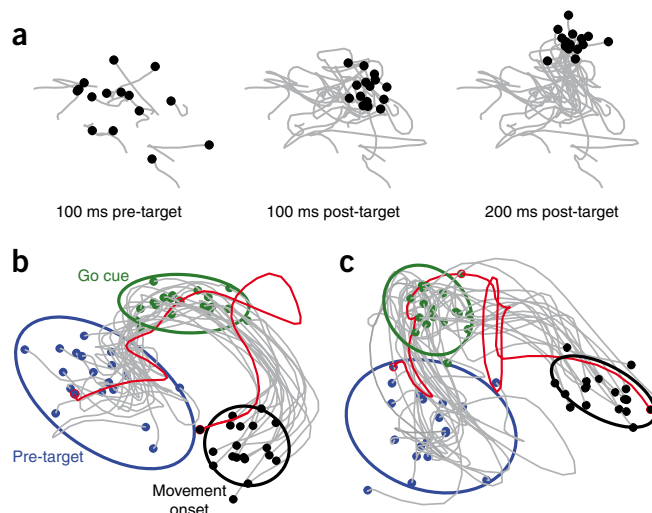 a
100 ms pre-target
100 ms post-target
200 ms post-target
b
Go cue
Pre-target
Movement
onset
c